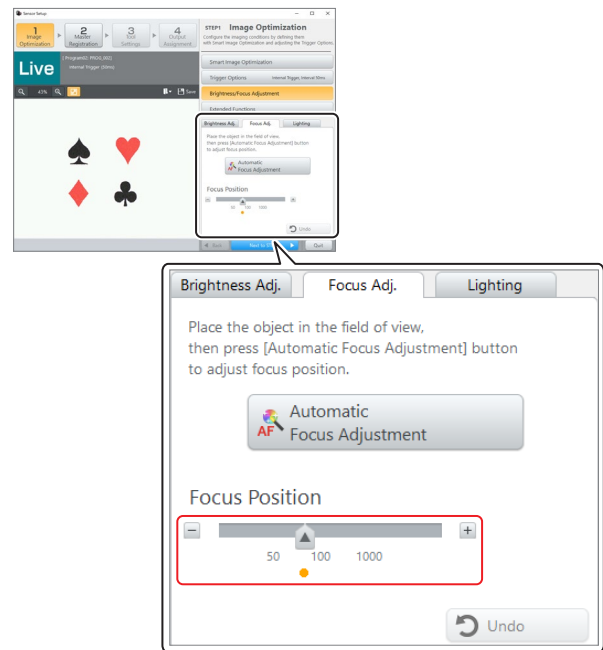 Sensor Setup
1
Image
Optimization
2
Master
Registration
3
Tool
Settings
4
Output
Assignment
STEP1 Image Optimization
Configure the imaging conditions by defining them
with Smart Image Optimization and adjusting the Trigger Options
Live
Internal Trigger (50ms)
43%
Save
Smart Image Optimization
Trigger Options
Internal Trigger, Internal 50ms
Brightness/Focus Adjustment
Extended Functions
Brightness Adj.
Focus Adj.
Lighting
Place the object in the field of view,
then press [Automatic Focus Adjustment] button
to adjust focus position.
AF
Automatic
Focus Adjustment
Focus Position
50 100 1000
Undo
Quit
Brightness Adj.
Focus Adj.
Lighting
Place the object in the field of view,
then press [Automatic Focus Adjustment] button
to adjust focus position.
AF
Automatic
Focus Adjustment
Focus Position
50 100 1000
Undo